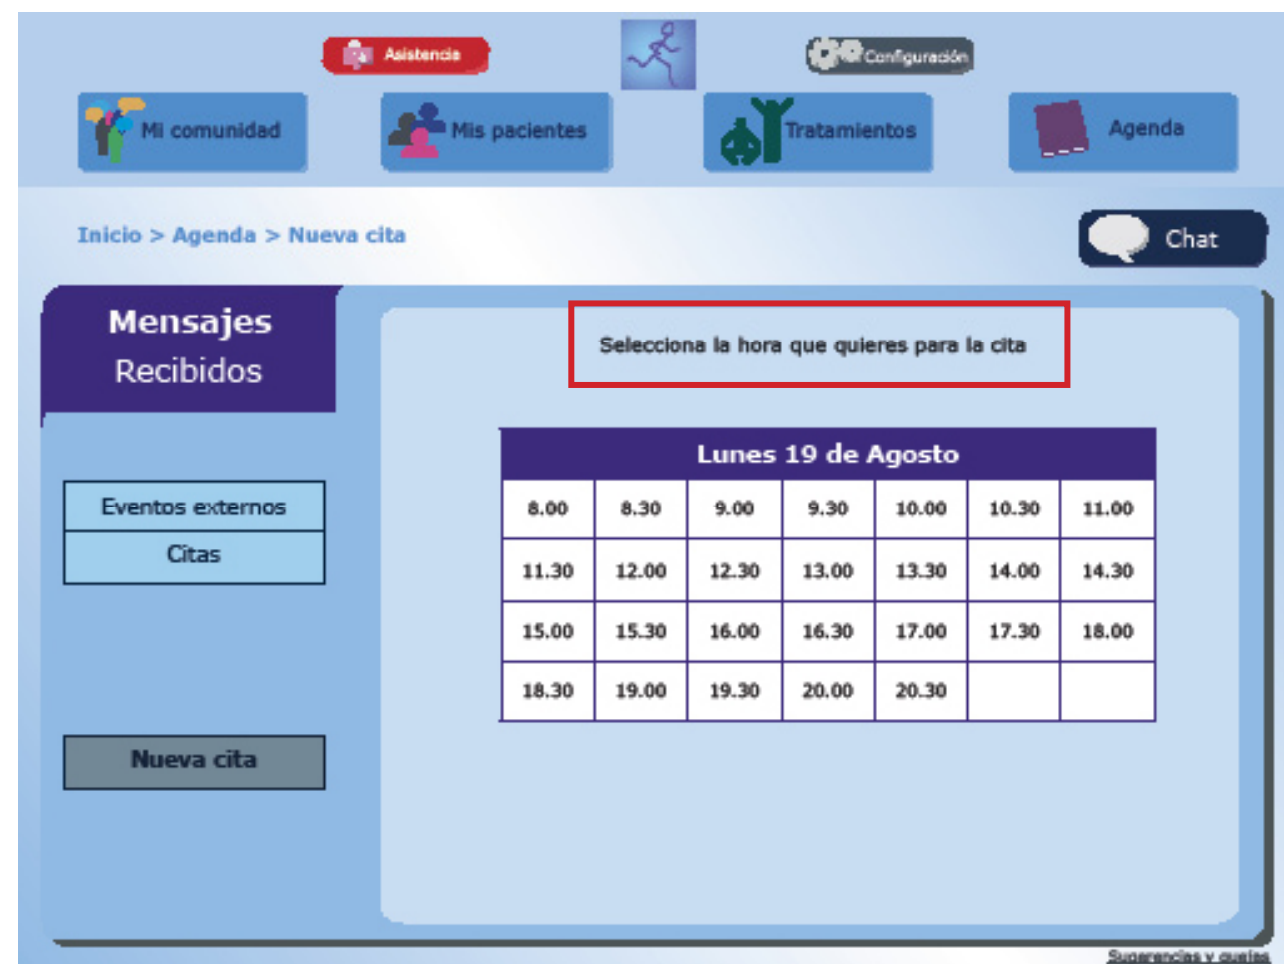 Asistencia
Configuración
Mi comunidad
Mis pacientes
Tratamientos
Agenda
Inicio > Agenda > Nueva cita
Chat
Mensajes
Recibidos
Selecciona la hora que quieres para la cita
Lunes 19 de Agosto
8.00 8.30 9.00 9.30 10.00 10.30 11.00
11.30 12.00 12.30 13.00 13.30 14.00 14.30
15.00 15.30 16.00 16.30 17.00 17.30 18.00
18.30 19.00 19.30 20.00 20.30
Eventos externos
Citas
Nueva cita
Sugerencias y quejas